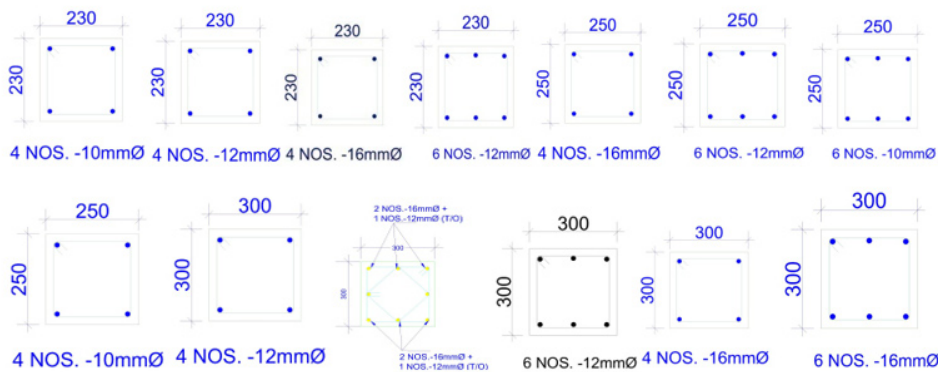 230 230 230 230 250 250 250
230 230 230 230 250 250 250
4 NOS. -10mmØ 4 NOS. -12mmØ 4 NOS. -16mmØ 6 NOS. -12mmØ 4 NOS. -16mmØ 6 NOS. -12mmØ 6 NOS. -10mmØ
250 300 300 300 300
2 NOS.-16mmØ +
1 NOS.-12mmØ (T/O)
300
250 300 300 300 300 300
2 NOS.-16mmØ +
1 NOS.-12mmØ (T/O)
4 NOS. -10mmØ 4 NOS. -12mmØ 6 NOS. -12mmØ 4 NOS. -16mmØ 6 NOS. -16mmØ